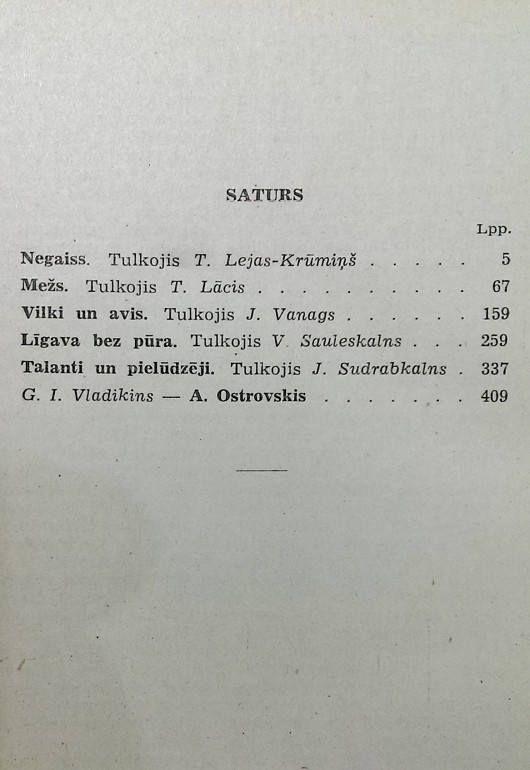 SATURS
Lpp.
Negaiss. Tulkojis T. Lejas-Krūmiņš . . . . . 5
Mežs. Tulkojis T. Lācis . . . . . . . . . . 67
Vilki un avis. Tulkojis J. Vanags . . . . . . 159
Līgava bez pūra. Tulkojis V. Sauleskalns . . . 259
Talanti un pielūdzēji. Tulkojis J. Sudrabkalns . 337
G. I. Vladikins — A. Ostrovskis . . . . . . . 409